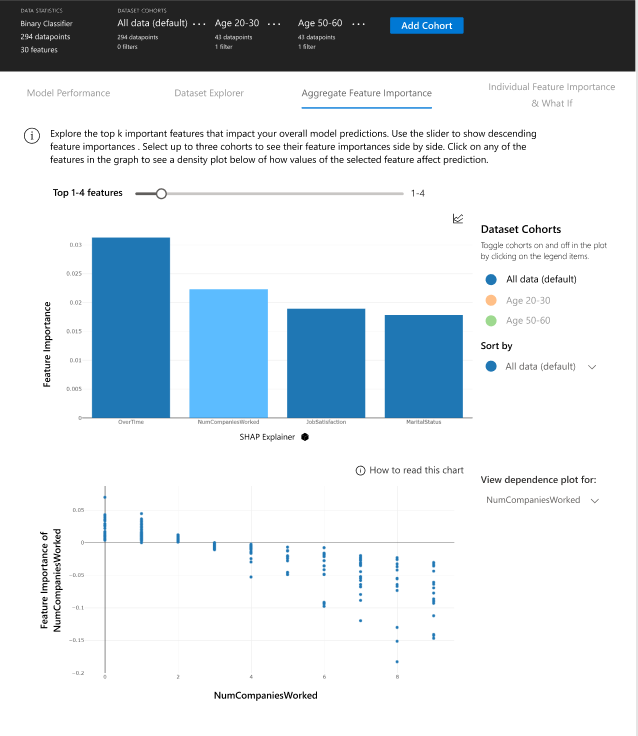 DATA STATISTICS
Binary Classifier
294 datapoints
30 features
DATASET COHORTS
All data (default) ...
294 datapoints
0 filters
Age 20-30 ...
43 datapoints
1 filter
Age 50-60 ...
43 datapoints
1 filter
Add Cohort
Model Performance
Dataset Explorer
Aggregate Feature Importance
Individual Feature Importance
& What If
Explore the top k important features that impact your overall model predictions. Use the slider to show descending
feature importances . Select up to three cohorts to see their feature importances side by side. Click on any of the
features in the graph to see a density plot below of how values of the selected feature affect prediction.
Top 1-4 features
1-4
Feature Importance
0.03
0.025
0.02
0.015
0.01
0.005
0
OverTime
NumCompaniesWorked
JobSatisfaction
MaritalStatus
SHAP Explainer
Dataset Cohorts
Toggle cohorts on and off in the plot
by clicking on the legend items.
All data (default)
Age 20-30
Age 50-60
Sort by
All data (default)
How to read this chart
Feature Importance of
NumCompaniesWorked
0.05
0
−0.05
−0.1
−0.15
−0.2
0
2
4
6
8
NumCompaniesWorked
View dependence plot for:
NumCompaniesWorked